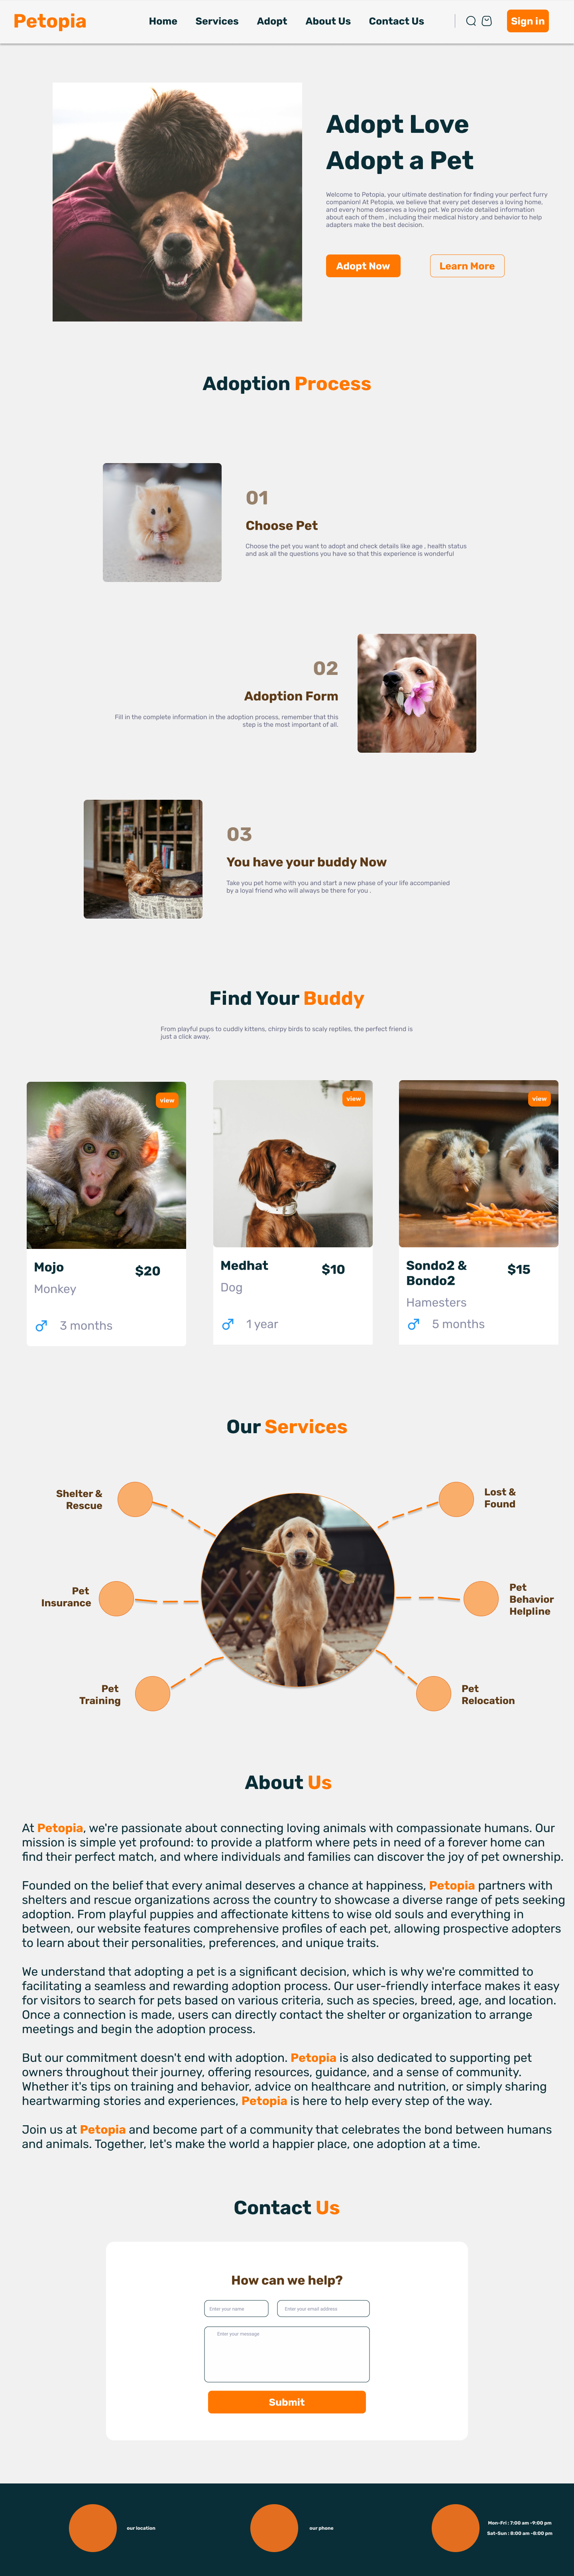 Petopia
Home
Services
Adopt
About Us
Contact Us
Sign in
Adopt Love
Adopt a Pet
Welcome to Petopia, your ultimate destination for finding your perfect furry
companion! At Petopia, we believe that every pet deserves a loving home,
and every home deserves a loving pet. We provide detailed information
about each of them , including their medical history ,and behavior to help
adapters make the best decision.
Adopt Now
Learn More
Adoption Process
01
Choose Pet
Choose the pet you want to adopt and check details like age , health status
and ask all the questions you have so that this experience is wonderful
02
Adoption Form
Fill in the complete information in the adoption process, remember that this
step is the most important of all.
03
You have your buddy Now
Take you pet home with you and start a new phase of your life accompanied
by a loyal friend who will always be there for you .
Find Your Buddy
From playful pups to cuddly kittens, chirpy birds to scaly reptiles, the perfect friend is
just a click away.
view
Mojo
$20
Monkey
3 months
view
Medhat
$10
Dog
1 year
view
Sondo2 &
Bondo2
$15
Hamesters
5 months
Our Services
Shelter &
Rescue
Lost &
Found
Pet
Insurance
Pet
Behavior
Helpline
Pet
Training
Pet
Relocation
About Us
At Petopia, we're passionate about connecting loving animals with compassionate humans. Our
mission is simple yet profound: to provide a platform where pets in need of a forever home can
find their perfect match, and where individuals and families can discover the joy of pet ownership.
Founded on the belief that every animal deserves a chance at happiness, Petopia partners with
shelters and rescue organizations across the country to showcase a diverse range of pets seeking
adoption. From playful puppies and affectionate kittens to wise old souls and everything in
between, our website features comprehensive profiles of each pet, allowing prospective adopters
to learn about their personalities, preferences, and unique traits.
We understand that adopting a pet is a significant decision, which is why we're committed to
facilitating a seamless and rewarding adoption process. Our user-friendly interface makes it easy
for visitors to search for pets based on various criteria, such as species, breed, age, and location.
Once a connection is made, users can directly contact the shelter or organization to arrange
meetings and begin the adoption process.
But our commitment doesn't end with adoption. Petopia is also dedicated to supporting pet
owners throughout their journey, offering resources, guidance, and a sense of community.
Whether it's tips on training and behavior, advice on healthcare and nutrition, or simply sharing
heartwarming stories and experiences, Petopia is here to help every step of the way.
Join us at Petopia and become part of a community that celebrates the bond between humans
and animals. Together, let's make the world a happier place, one adoption at a time.
Contact Us
How can we help?
Enter your name
Enter your email address
Enter your message
Submit
our location
our phone
Mon-Fri : 7:00 am -9:00 pm
Sat-Sun : 8:00 am -8:00 pm